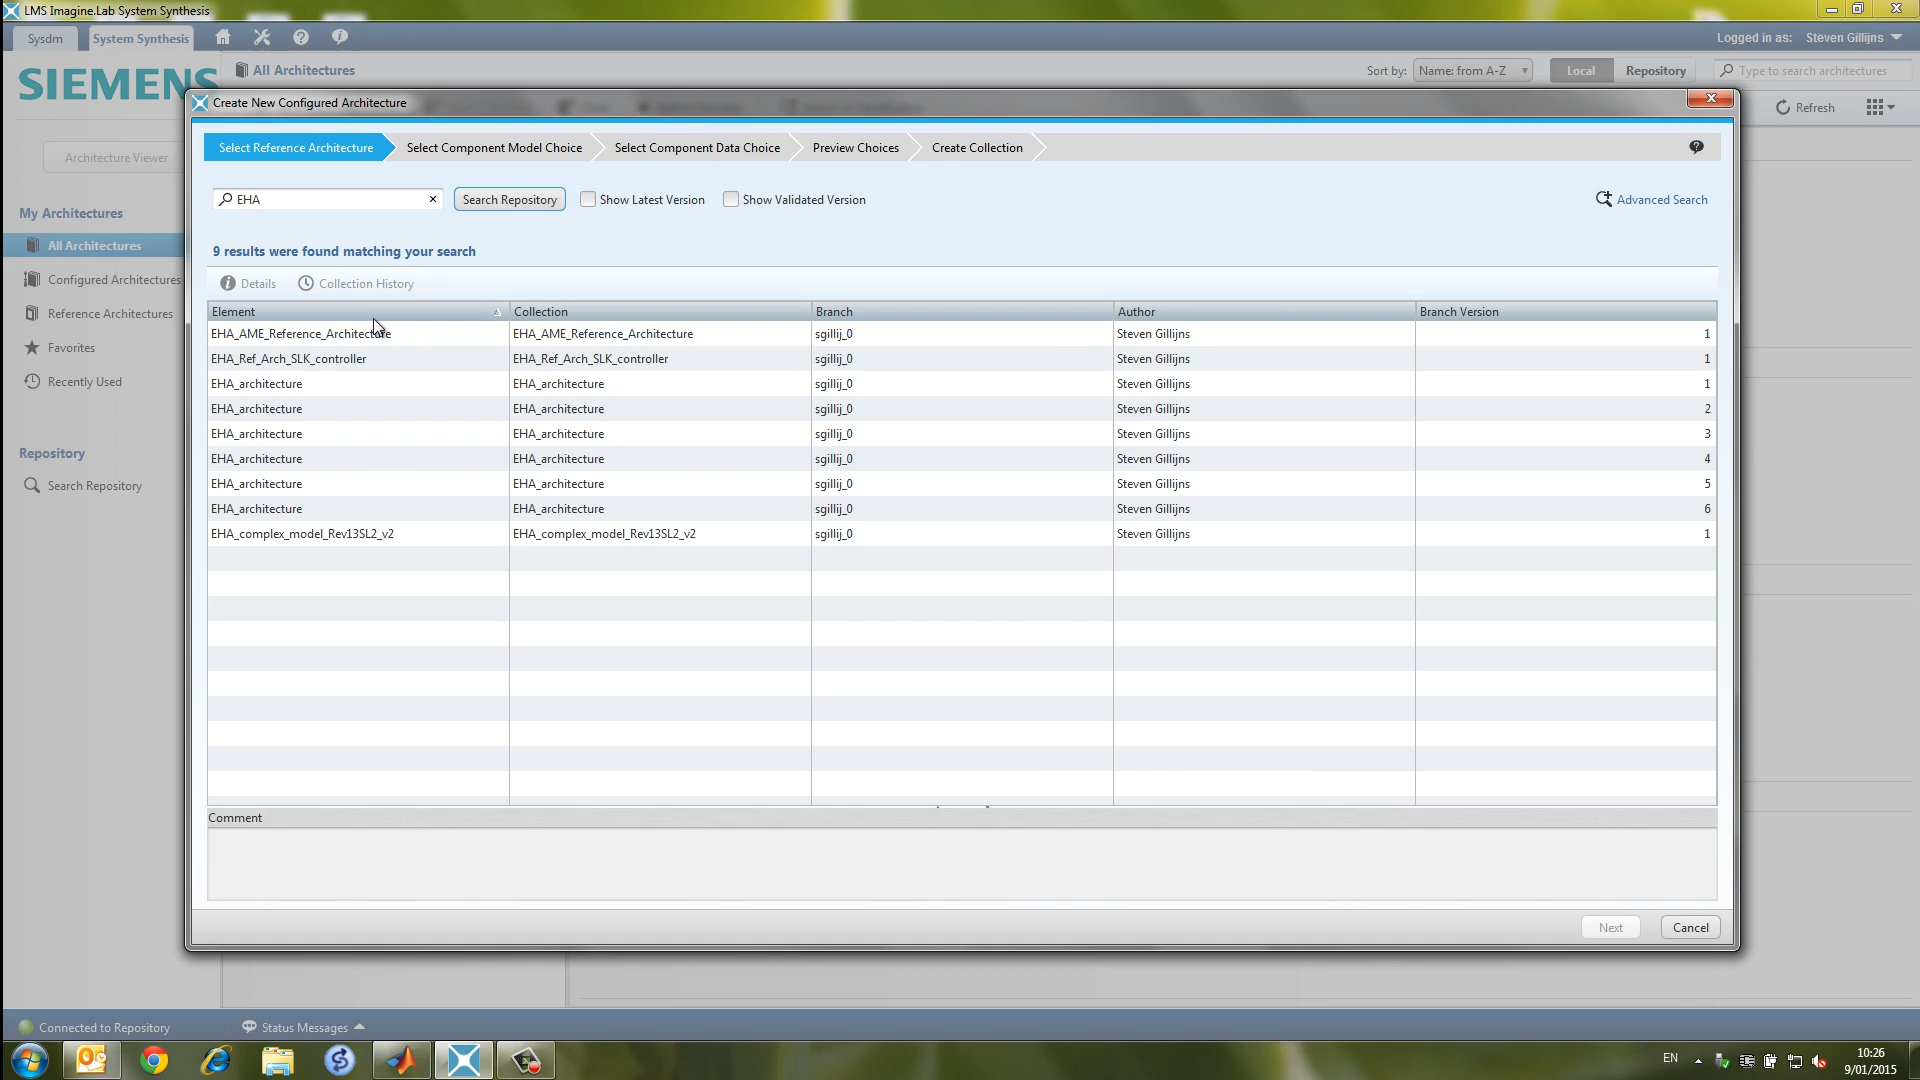 LMS Imagine.Lab System Synthesis
Sysdm System Synthesis Logged in as: Steven Gillijns
SIEMENS
All Architectures Sort by: Name: from A-Z Local Repository Type to search architectures
Create New Configured Architecture
Refresh
Select Reference Architecture Select Component Model Choice Select Component Data Choice Preview Choices Create Collection
Architecture Viewer
EHA Search Repository Show Latest Version Show Validated Version Advanced Search
My Architectures
All Architectures
Configured Architectures
Reference Architectures
Favorites
Recently Used
Repository
Search Repository
9 results were found matching your search
Details Collection History
Element Collection Branch Author Branch Version
EHA_AME_Reference_Architecture EHA_AME_Reference_Architecture sgillij_0 Steven Gillijns 1
EHA_Ref_Arch_SLK_controller EHA_Ref_Arch_SLK_controller sgillij_0 Steven Gillijns 1
EHA_architecture EHA_architecture sgillij_0 Steven Gillijns 1
EHA_architecture EHA_architecture sgillij_0 Steven Gillijns 2
EHA_architecture EHA_architecture sgillij_0 Steven Gillijns 3
EHA_architecture EHA_architecture sgillij_0 Steven Gillijns 4
EHA_architecture EHA_architecture sgillij_0 Steven Gillijns 5
EHA_architecture EHA_architecture sgillij_0 Steven Gillijns 6
EHA_complex_model_Rev13SL2_v2 EHA_complex_model_Rev13SL2_v2 sgillij_0 Steven Gillijns 1
Comment
Next Cancel
Connected to Repository Status Messages
EN 10:26
9/01/2015